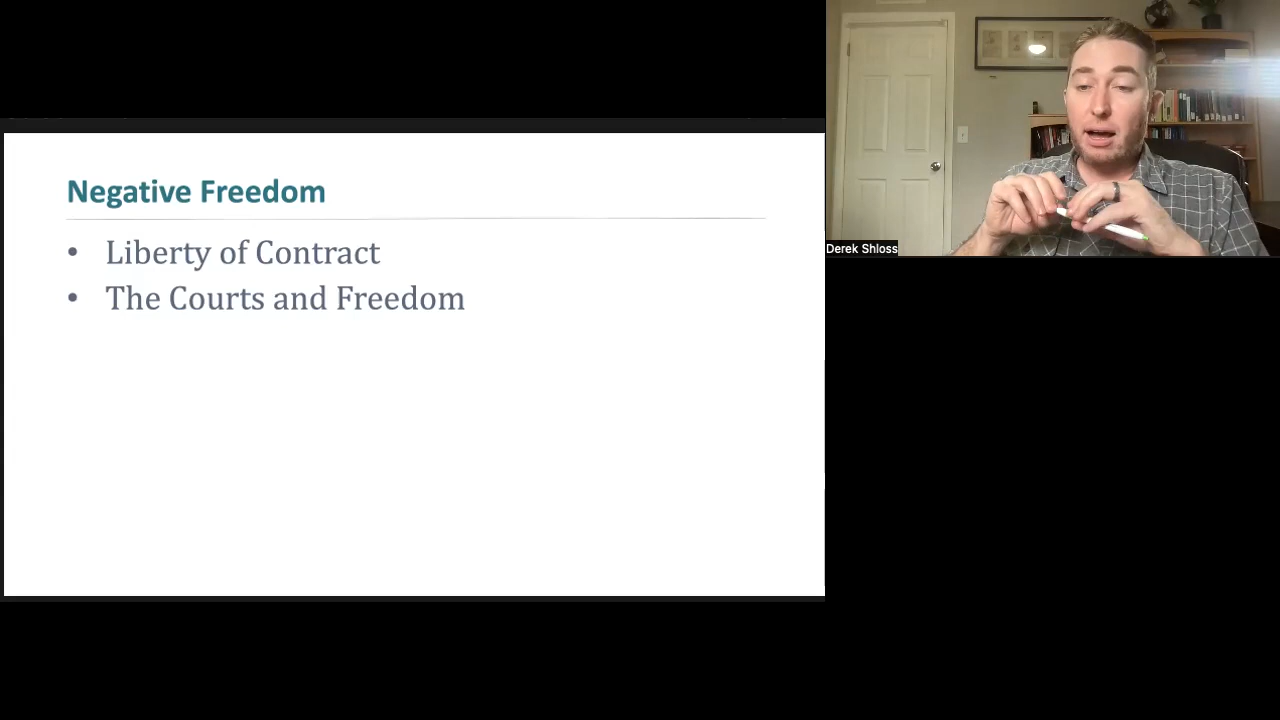 Negative Freedom
• Liberty of Contract
• The Courts and Freedom
Derek Shloss